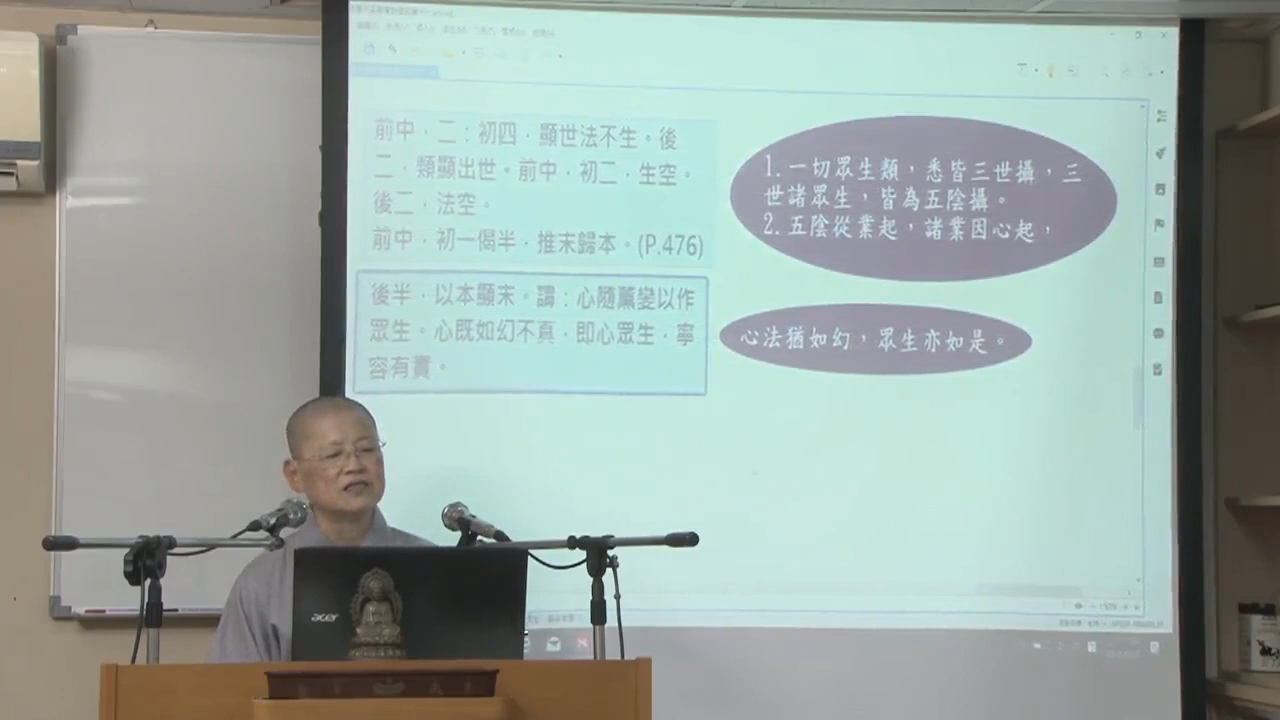 前中．二：初四．顯世法不生。後
二．類顯出世。前中．初二．生空。
後二．法空。
前中．初一偈半．推末歸本。(P.476)
後半．以本顯末。謂：心隨薰變以作
眾生。心既如幻不真．即心眾生．寧
容有實。
1. 一切眾生類，悉皆三世攝，三
世諸眾生，皆為五陰攝。
2. 五陰從業起，諸業因心起，
心法猶如幻，眾生亦如是。
acer